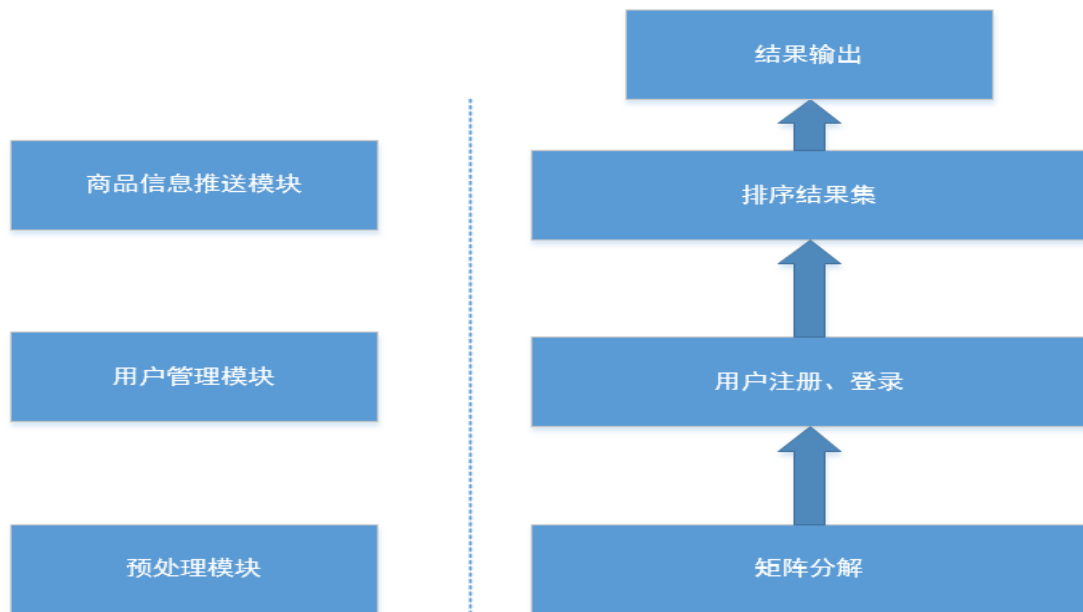 结果输出
商品信息推送模块
排序结果集
用户管理模块
用户注册、登录
预处理模块
矩阵分解